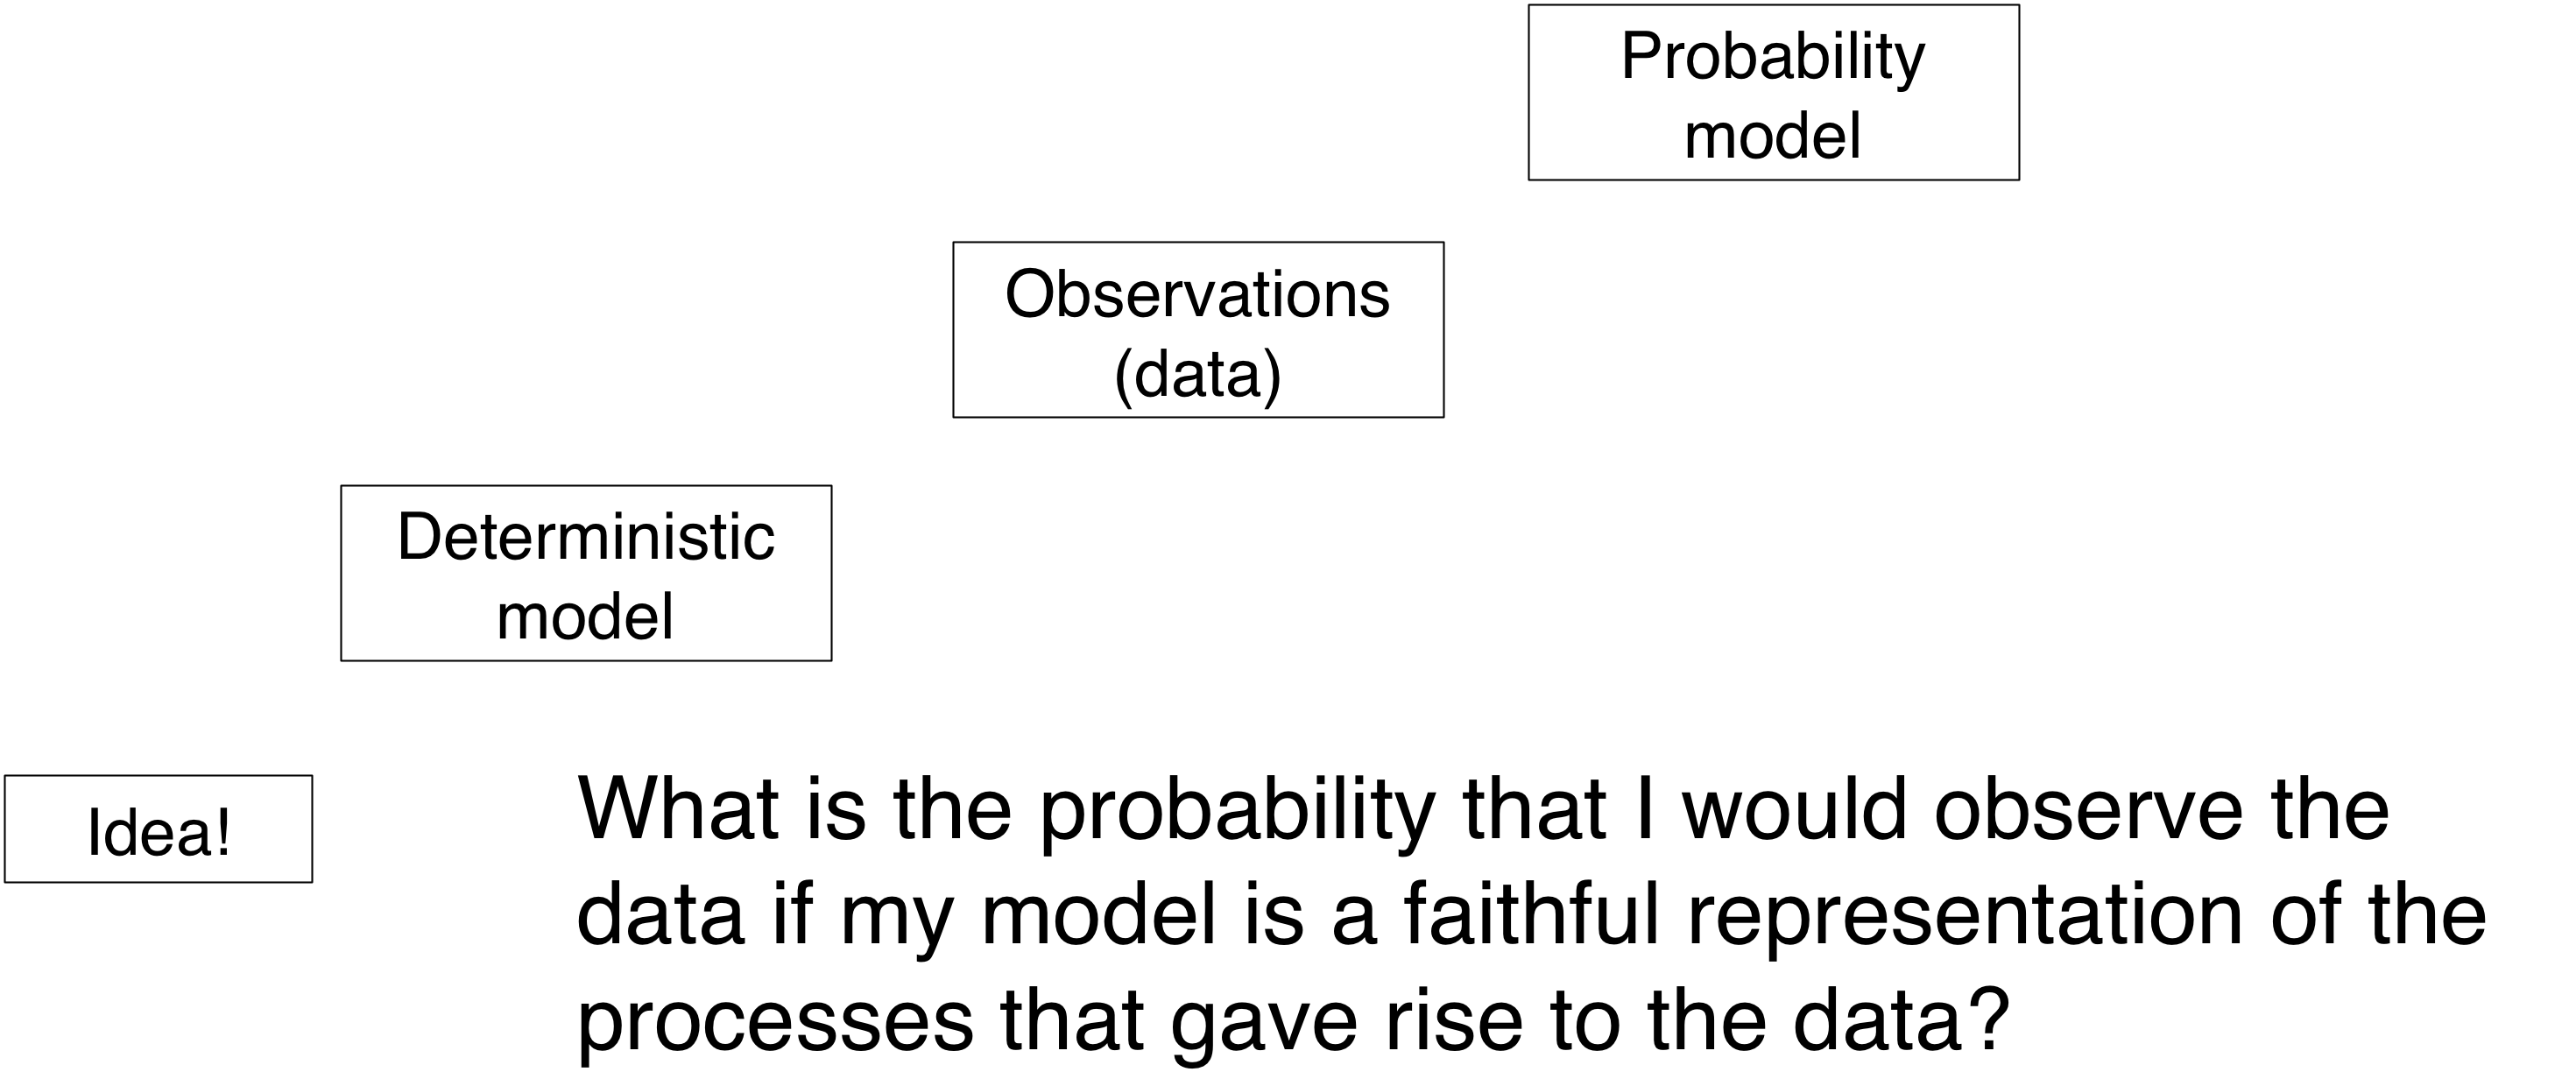 Probability
model
Observations
(data)
Deterministic
model
Idea!
What is the probability that I would observe the
data if my model is a faithful representation of the
processes that gave rise to the data?